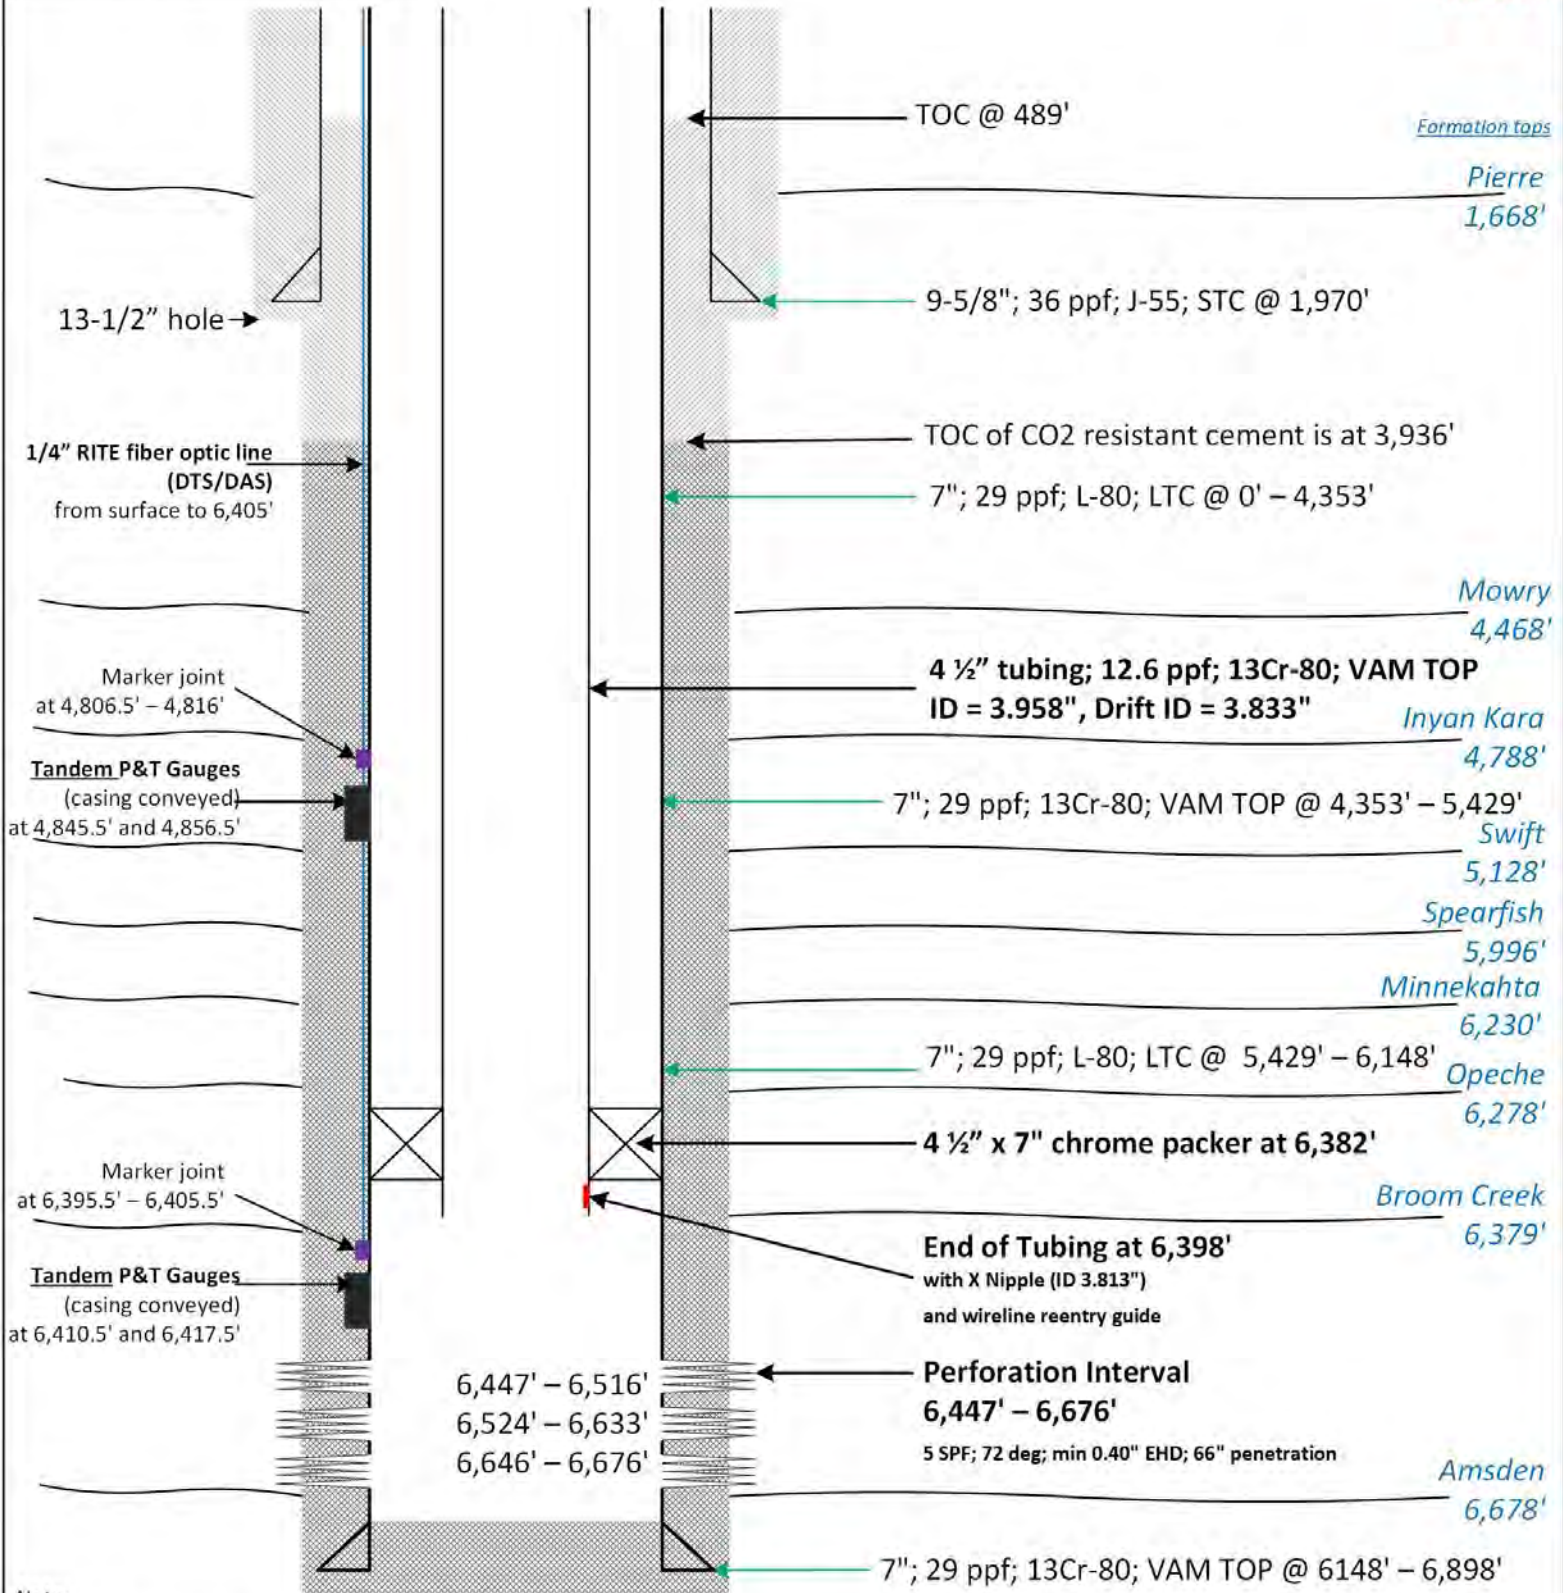 TOC @ 489'
Formation tops
Pierre
1,668'
9-5/8"; 36 ppf; J-55; STC @ 1,970'
13-1/2” hole
TOC of CO2 resistant cement is at 3,936'
1/4” RITE fiber optic line
(DTS/DAS)
from surface to 6,405'
7"; 29 ppf; L-80; LTC @ 0' – 4,353'
Mowry
4,468'
4 ½” tubing; 12.6 ppf; 13Cr-80; VAM TOP
ID = 3.958", Drift ID = 3.833"
Marker joint
at 4,806.5' – 4,816'
Inyan Kara
4,788'
Tandem P&T Gauges
(casing conveyed)
at 4,845.5' and 4,856.5'
7"; 29 ppf; 13Cr-80; VAM TOP @ 4,353' – 5,429'
Swift
5,128'
Spearfish
5,996'
Minnekahta
6,230'
7"; 29 ppf; L-80; LTC @ 5,429' – 6,148'
Opeche
6,278'
4 ½” x 7" chrome packer at 6,382'
Marker joint
at 6,395.5' – 6,405.5'
Broom Creek
6,379'
End of Tubing at 6,398'
with X Nipple (ID 3.813")
and wireline reentry guide
Tandem P&T Gauges
(casing conveyed)
at 6,410.5' and 6,417.5'
6,447' – 6,516'
6,524' – 6,633'
6,646' – 6,676'
Perforation Interval
6,447' – 6,676'
5 SPF; 72 deg; min 0.40" EHD; 66" penetration
Amsden
6,678'
7"; 29 ppf; 13Cr-80; VAM TOP @ 6148' – 6,898'